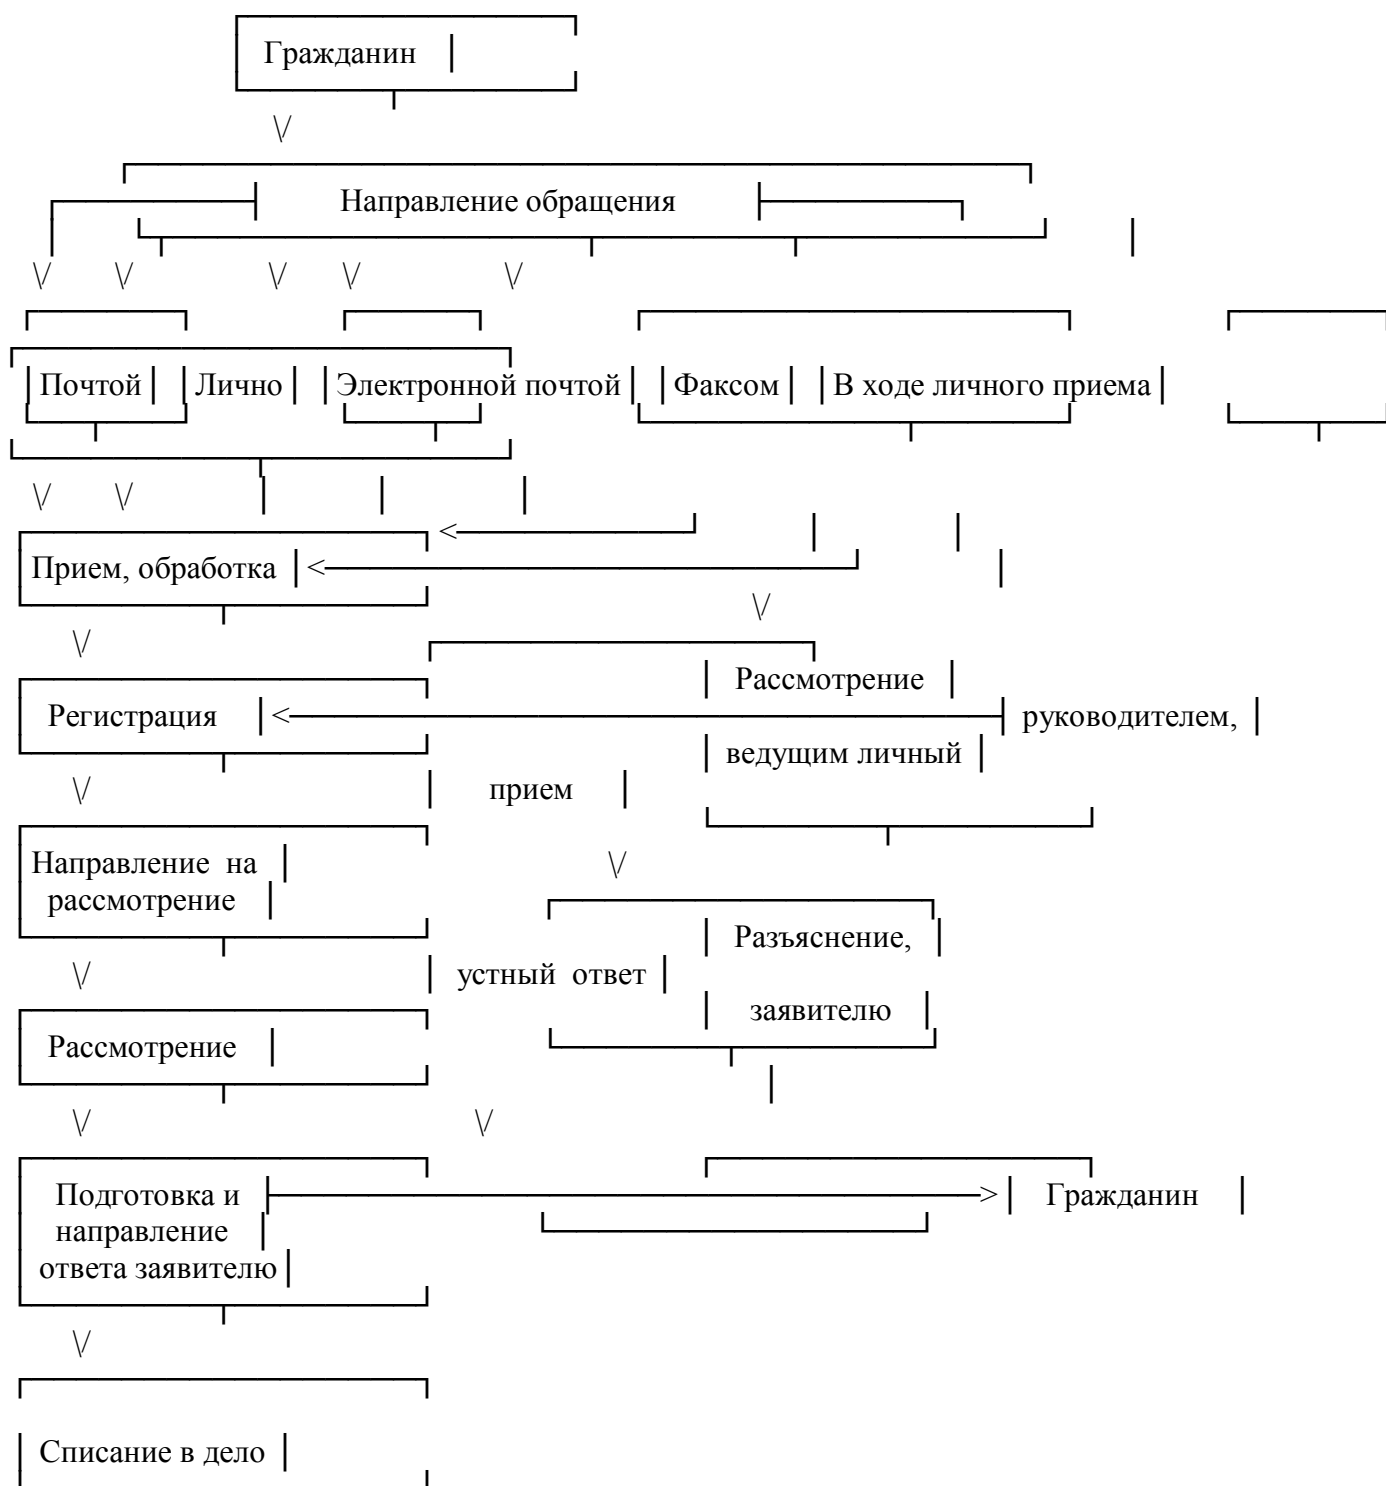 Гражданин
Направление обращения
Почтой Лично Электронной почтой Факсом В ходе личного приема
Прием, обработка
Рассмотрение
Регистрация руководителем,
ведущим личный
прием
Направление на
рассмотрение
Разъяснение,
устный ответ
заявителю
Рассмотрение
Подготовка и Гражданин
направление
ответа заявителю
Списание в дело